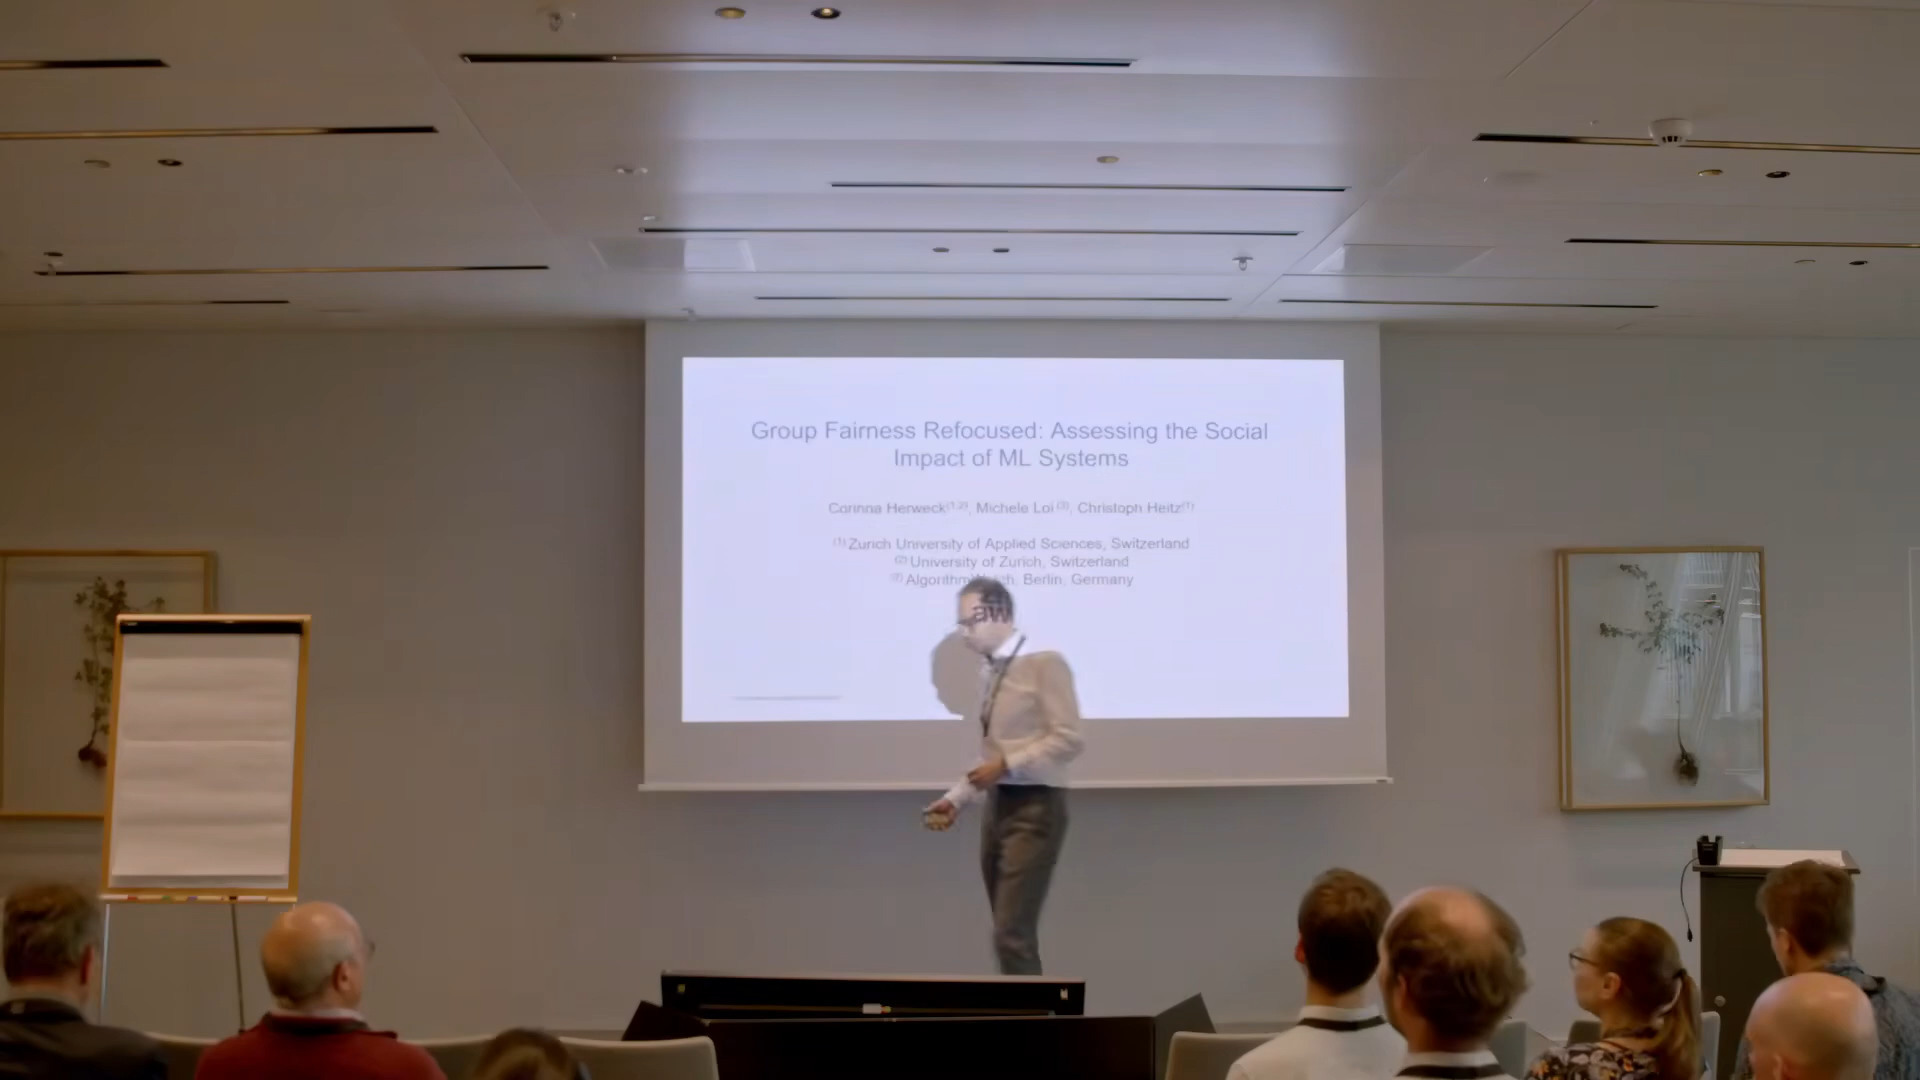 Group Fairness Refocused: Assessing the Social
Impact of ML Systems
Corinna Herweck(1,2), Michele Loi (3), Christoph Heitz(1)
(1) Zurich University of Applied Sciences, Switzerland
(2) University of Zurich, Switzerland
Berlin, Germany
aw